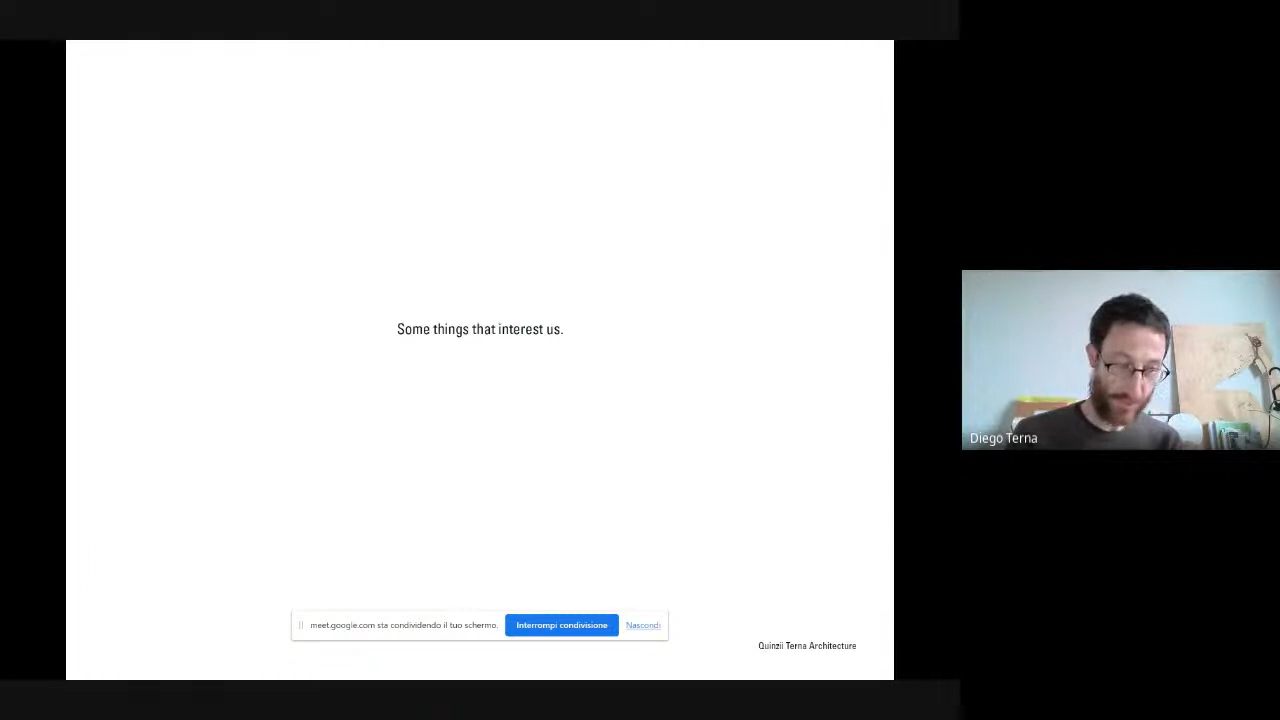 Some things that interest us.
meet.google.com sta condividendo il tuo schermo. Interrompi condivisione Nascondi
Quinzii Terna Architecture
Diego Terna